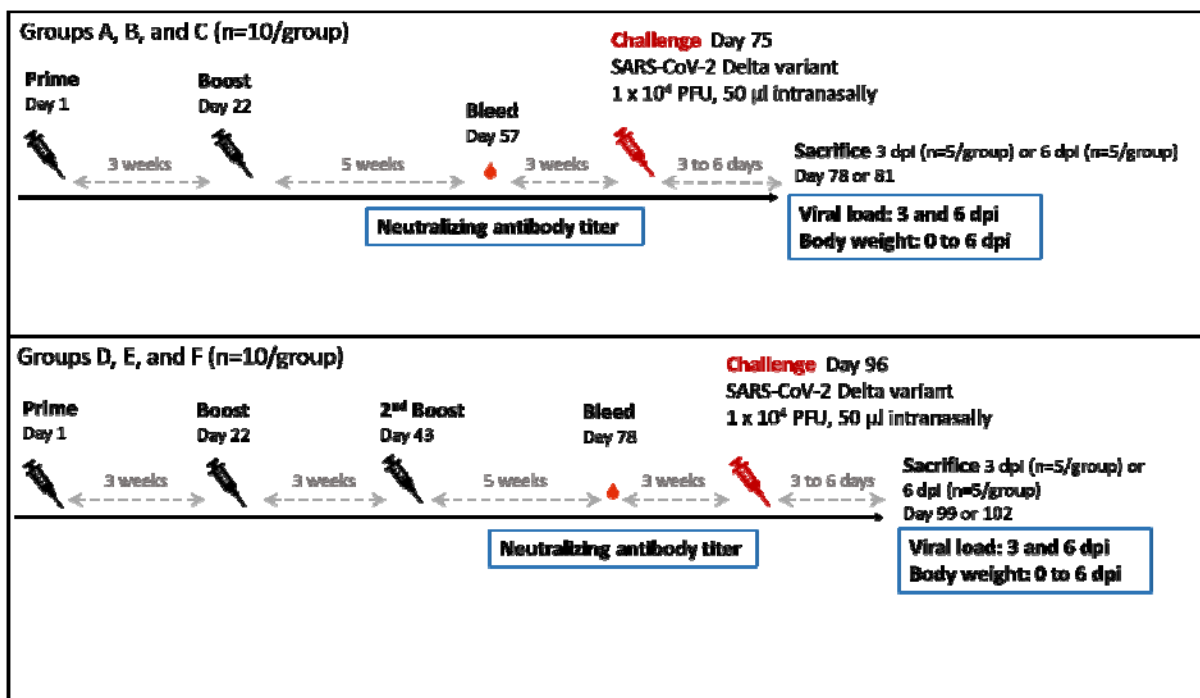 Groups A, B, and C (n=10/group)
Challenge Day 75
SARS-CoV-2 Delta variant
1 x 10⁴ PFU, 50 µl intranasally
Prime
Day 1
Boost
Day 22
Bleed
Day 57
3 weeks
5 weeks
3 weeks
3 to 6 days
Sacrifice 3 dpi (n=5/group) or 6 dpi (n=5/group)
Day 78 or 81
Neutralizing antibody titer
Viral load: 3 and 6 dpi
Body weight: 0 to 6 dpi
Groups D, E, and F (n=10/group)
Challenge Day 96
SARS-CoV-2 Delta variant
1 x 10⁴ PFU, 50 µl intranasally
Prime
Day 1
Boost
Day 22
2nd Boost
Day 43
Bleed
Day 78
3 weeks
3 weeks
5 weeks
3 weeks
3 to 6 days
Sacrifice 3 dpi (n=5/group) or
6 dpi (n=5/group)
Day 99 or 102
Neutralizing antibody titer
Viral load: 3 and 6 dpi
Body weight: 0 to 6 dpi